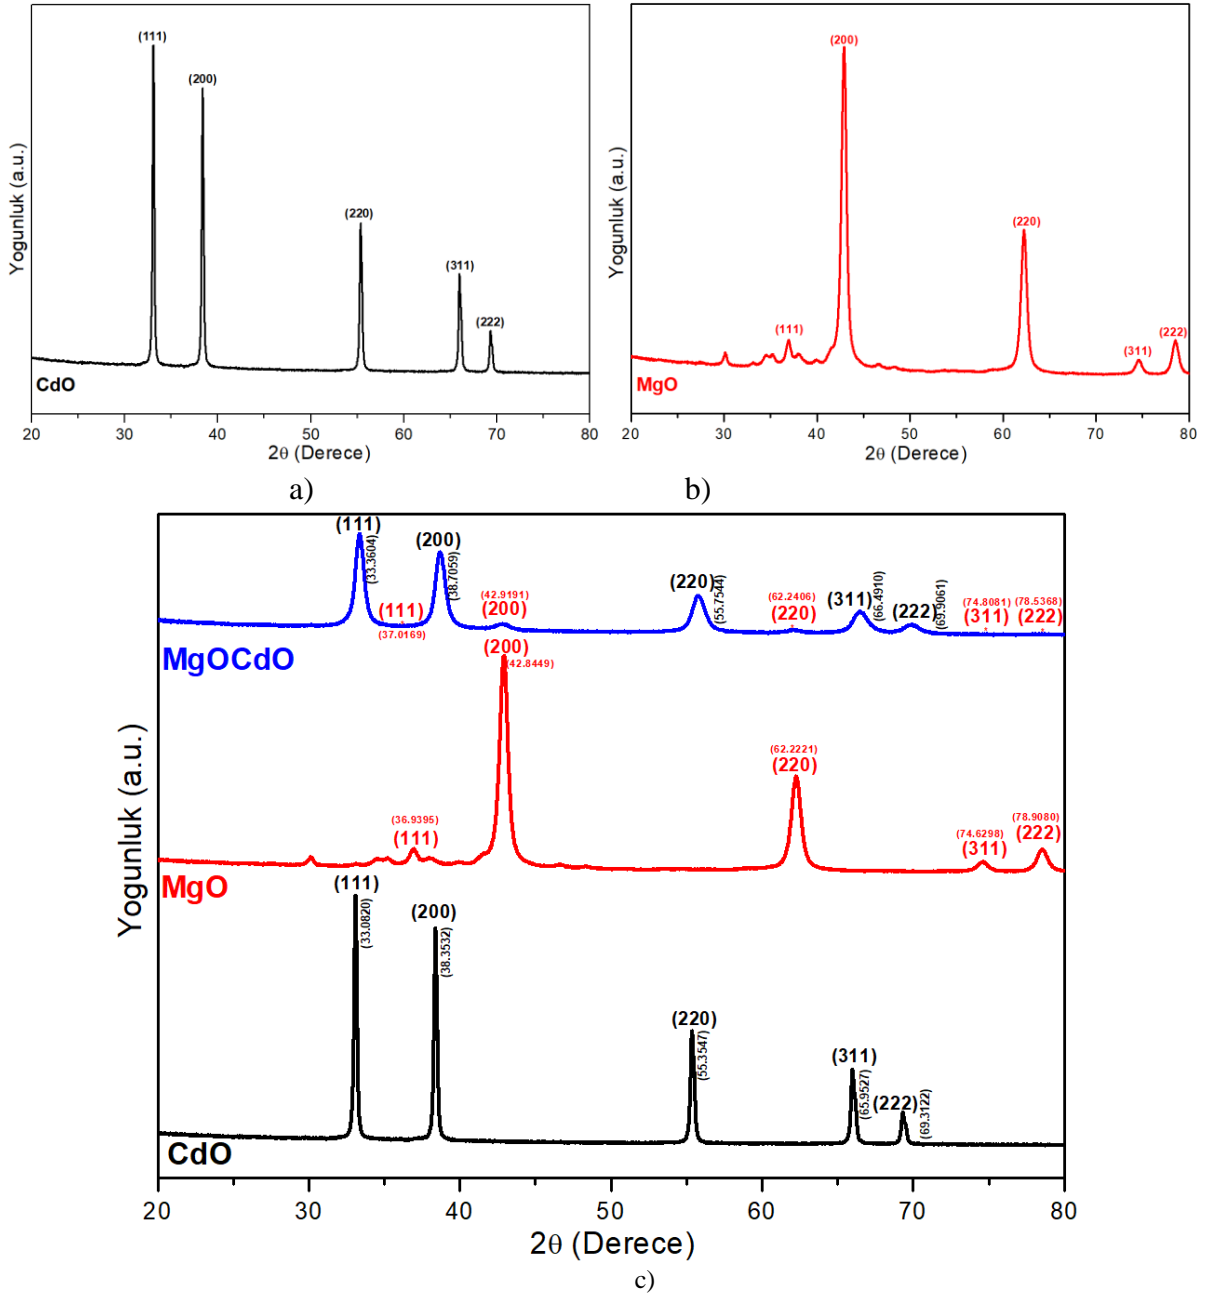 (111)
(200)
(220)
(311)
(222)
Yogunluk (a.u.)
CdO
20 30 40 50 60 70 80
2θ (Derece)
a)
(200)
(220)
(111)
(311)
(222)
Yogunluk (a.u.)
MgO
20 30 40 50 60 70 80
2θ (Derece)
b)
(111)
(33.3604)
(200)
(38.7059)
(111)
(37.0169)
(42.9191)
(200)
(220)
(55.7544)
(62.2406)
(220)
(311)
(66.4910)
(222)
(69.9061)
(74.8081)
(311)
(78.5368)
(222)
MgOCdO
(200)
(42.8449)
(36.9395)
(111)
(62.2221)
(220)
(74.6298)
(311)
(78.9080)
(222)
MgO
(111)
(33.0820)
(200)
(38.3532)
(220)
(55.3547)
(311)
(65.9527)
(222)
(69.3122)
CdO
Yogunluk (a.u.)
20 30 40 50 60 70 80
2θ (Derece)
c)